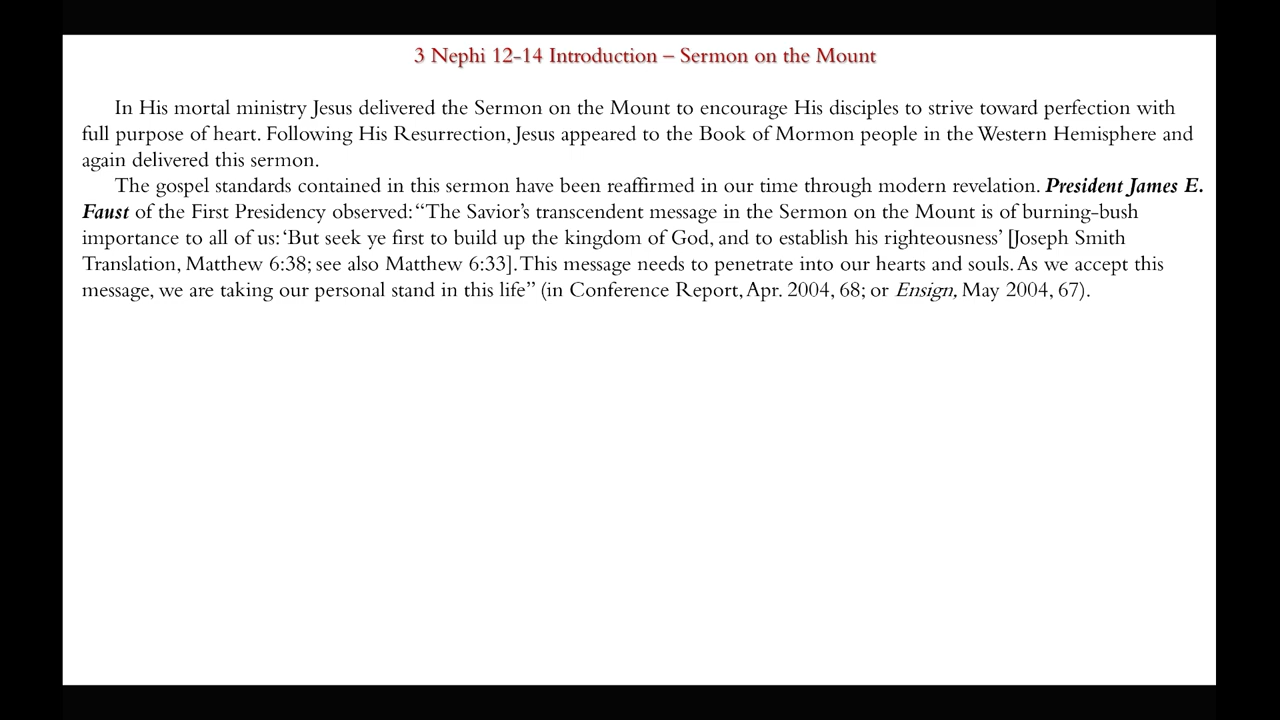 3 Nephi 12-14 Introduction – Sermon on the Mount
In His mortal ministry Jesus delivered the Sermon on the Mount to encourage His disciples to strive toward perfection with
full purpose of heart. Following His Resurrection, Jesus appeared to the Book of Mormon people in the Western Hemisphere and
again delivered this sermon.
The gospel standards contained in this sermon have been reaffirmed in our time through modern revelation. President James E.
Faust of the First Presidency observed: “The Savior’s transcendent message in the Sermon on the Mount is of burning-bush
importance to all of us: ‘But seek ye first to build up the kingdom of God, and to establish his righteousness’ [Joseph Smith
Translation, Matthew 6:38; see also Matthew 6:33]. This message needs to penetrate into our hearts and souls. As we accept this
message, we are taking our personal stand in this life” (in Conference Report, Apr. 2004, 68; or Ensign, May 2004, 67).